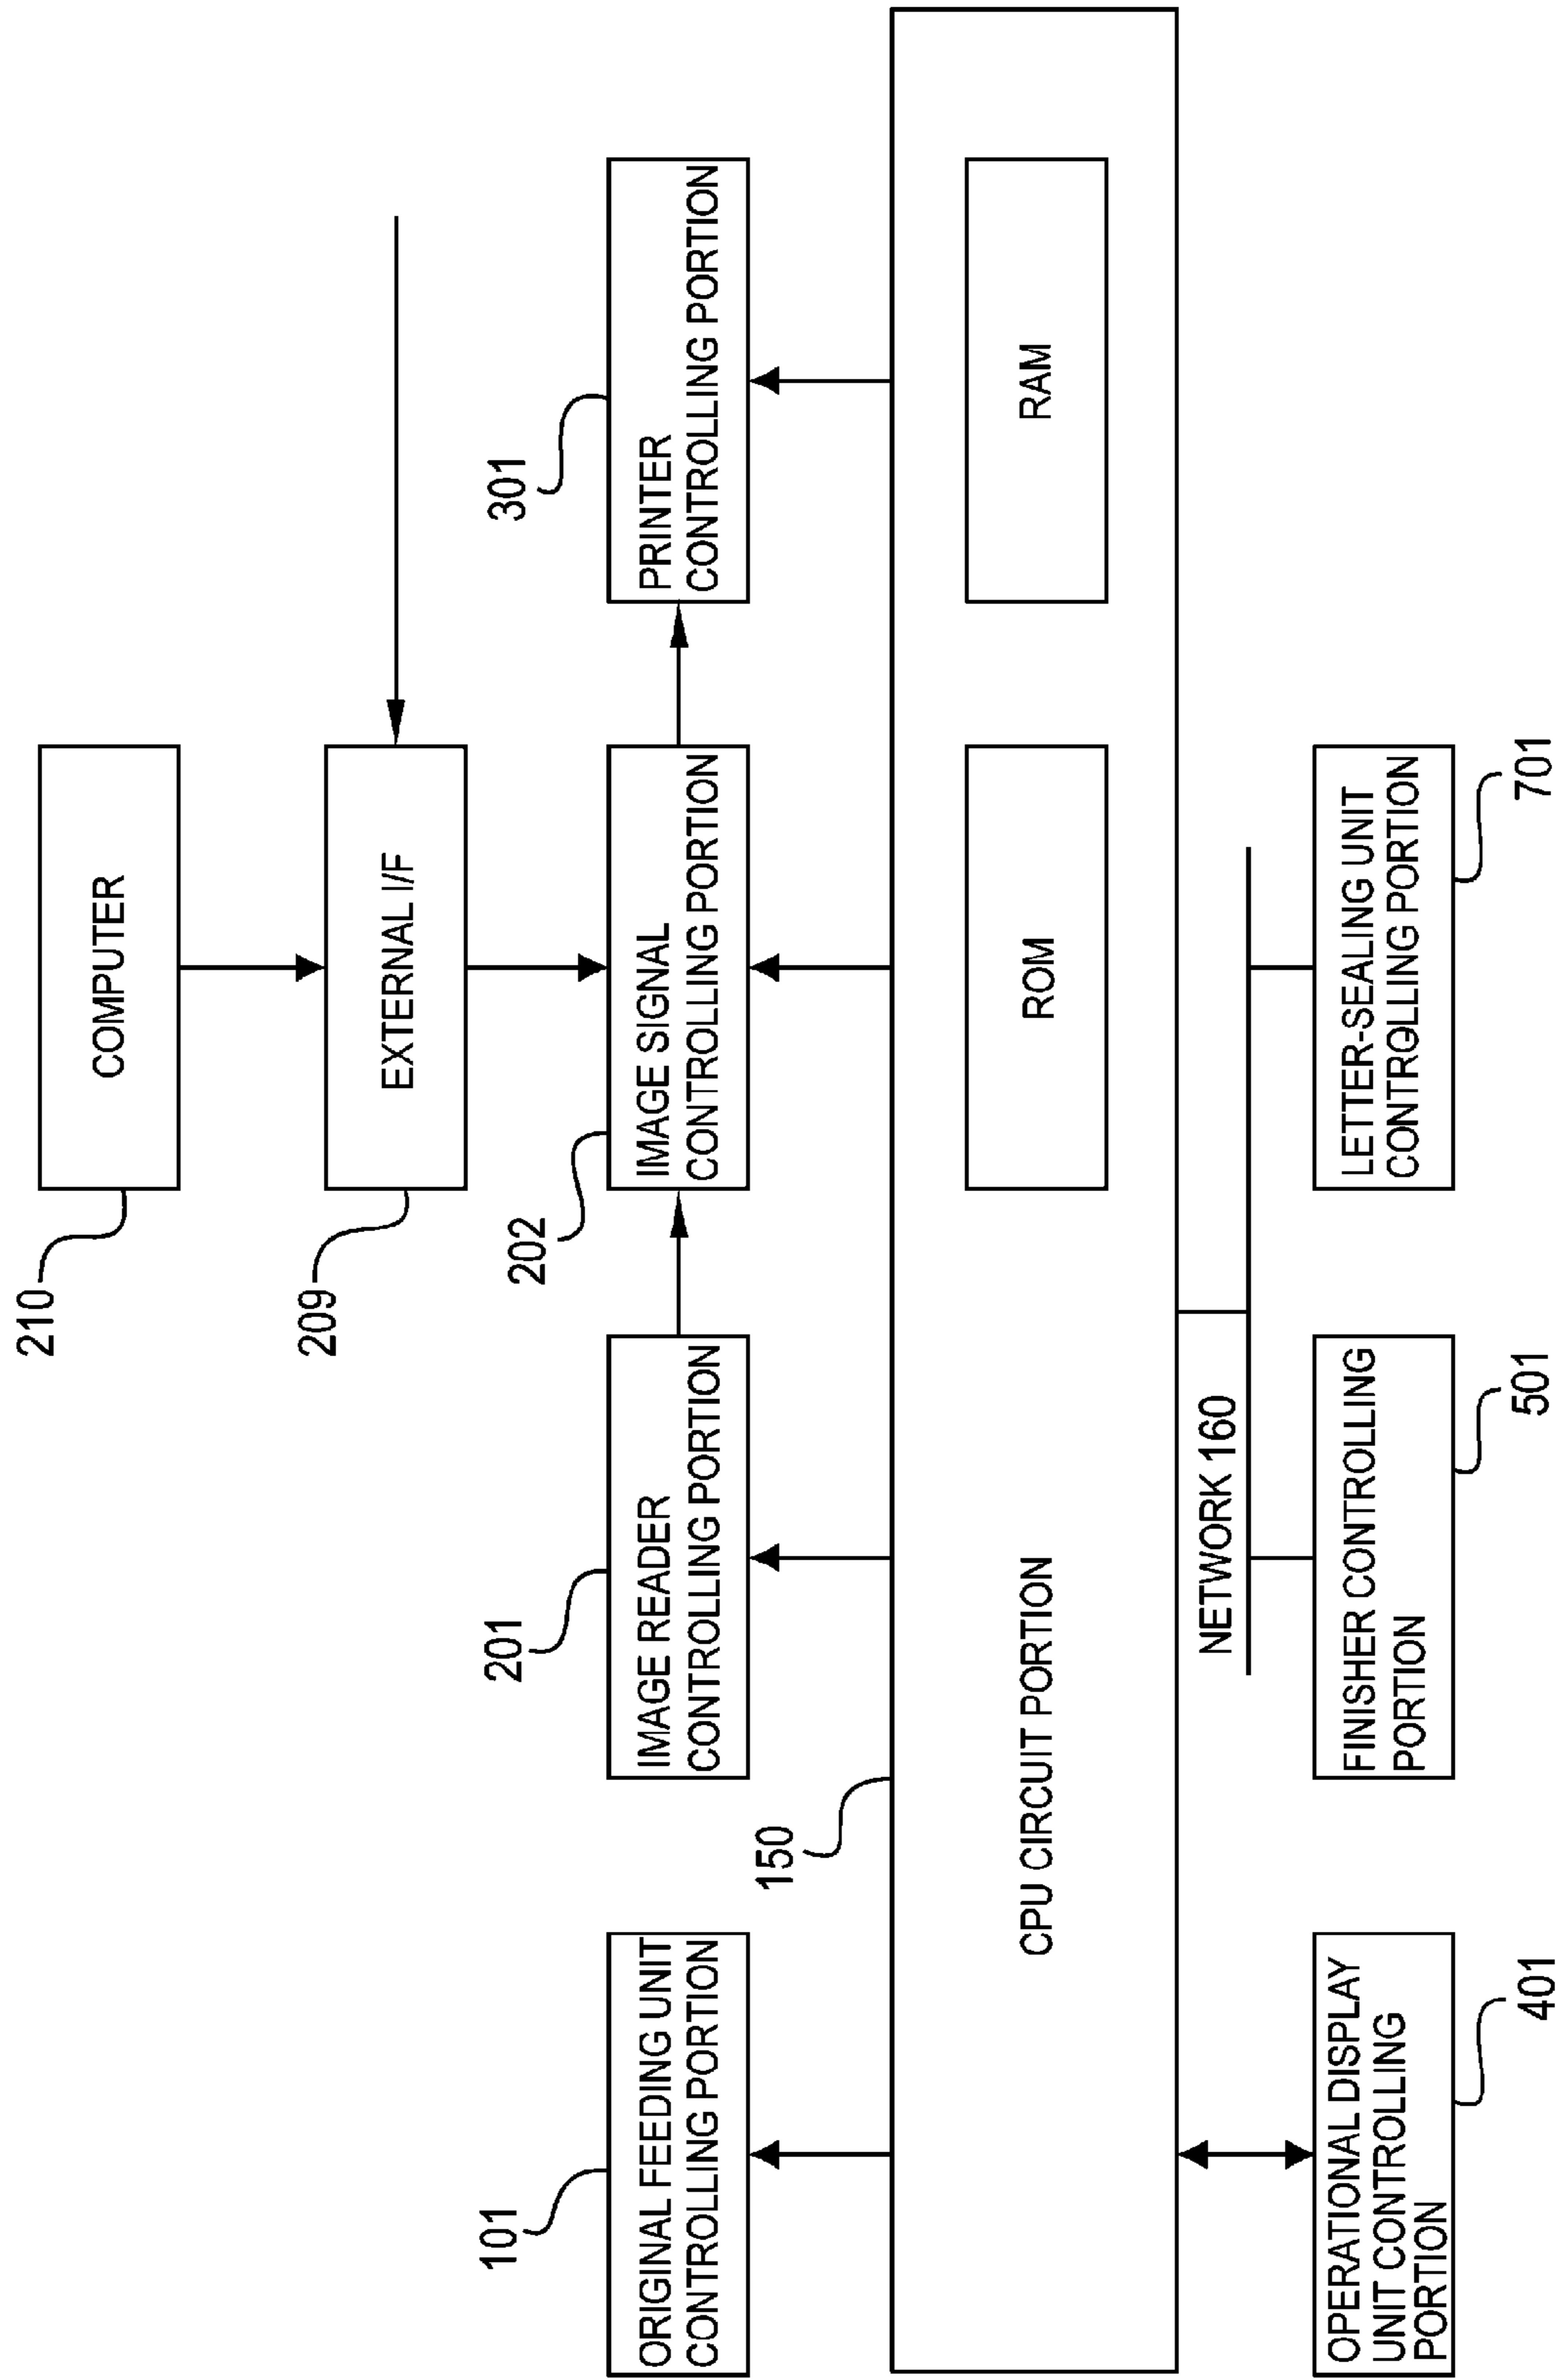 210
COMPUTER
209
EXTERNAL I/F
101
ORIGINAL FEEDING UNIT
CONTROLLING PORTION
201
IMAGE READER
CONTROLLING PORTION
202
IMAGE SIGNAL
CONTROLLING PORTION
301
PRINTER
CONTROLLING PORTION
150
CPU CIRCUIT PORTION
ROM
RAM
NETWORK 160
OPERATIONAL DISPLAY
UNIT CONTROLLING
PORTION
401
FINISHER CONTROLLING
PORTION
501
LETTER-SEALING UNIT
CONTROLLING PORTION
701